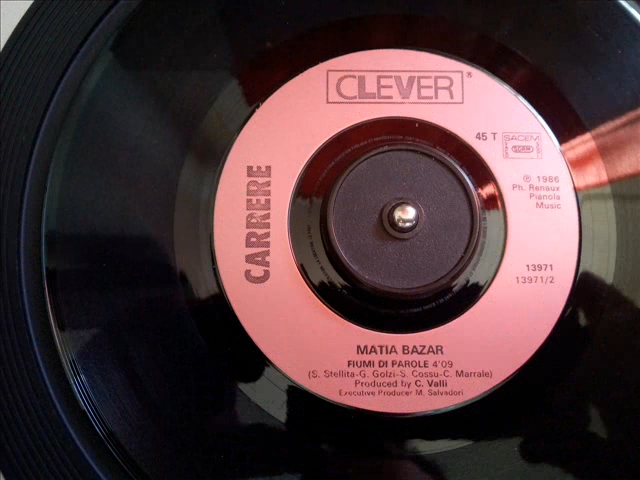 CLEVER®
CARRERE
45 T
SACEM
SDRM
℗ 1986
Ph. Renaux
Pianola
Music
13971
13971/2
MATIA BAZAR
FIUMI DI PAROLE 4'09
(S. Stellita-G. Golzi-S. Cossu-C. Marrale)
Produced by C. Valli
Executive Producer M. Salvadori